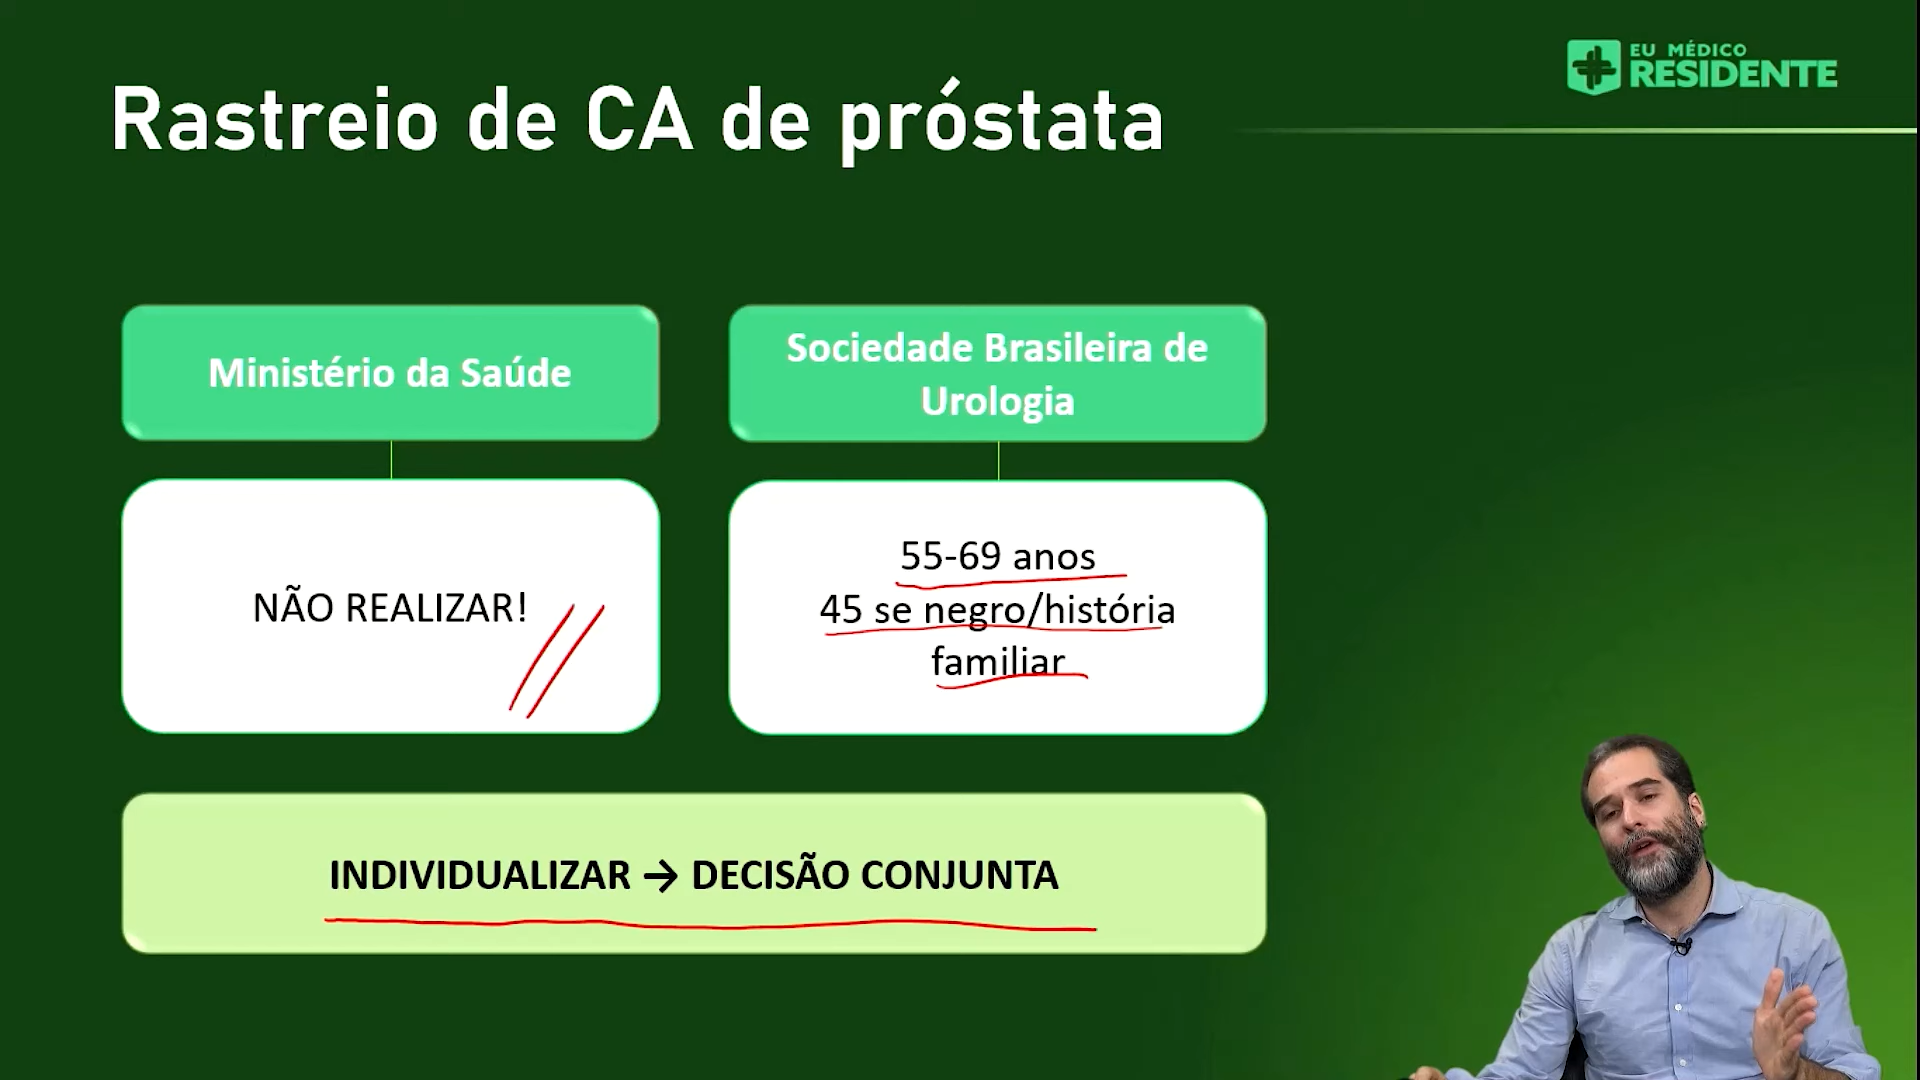 EU MÉDICO
RESIDENTE
Rastreio de CA de próstata
Ministério da Saúde
Sociedade Brasileira de
Urologia
NÃO REALIZAR!
55-69 anos
45 se negro/história
familiar
INDIVIDUALIZAR → DECISÃO CONJUNTA